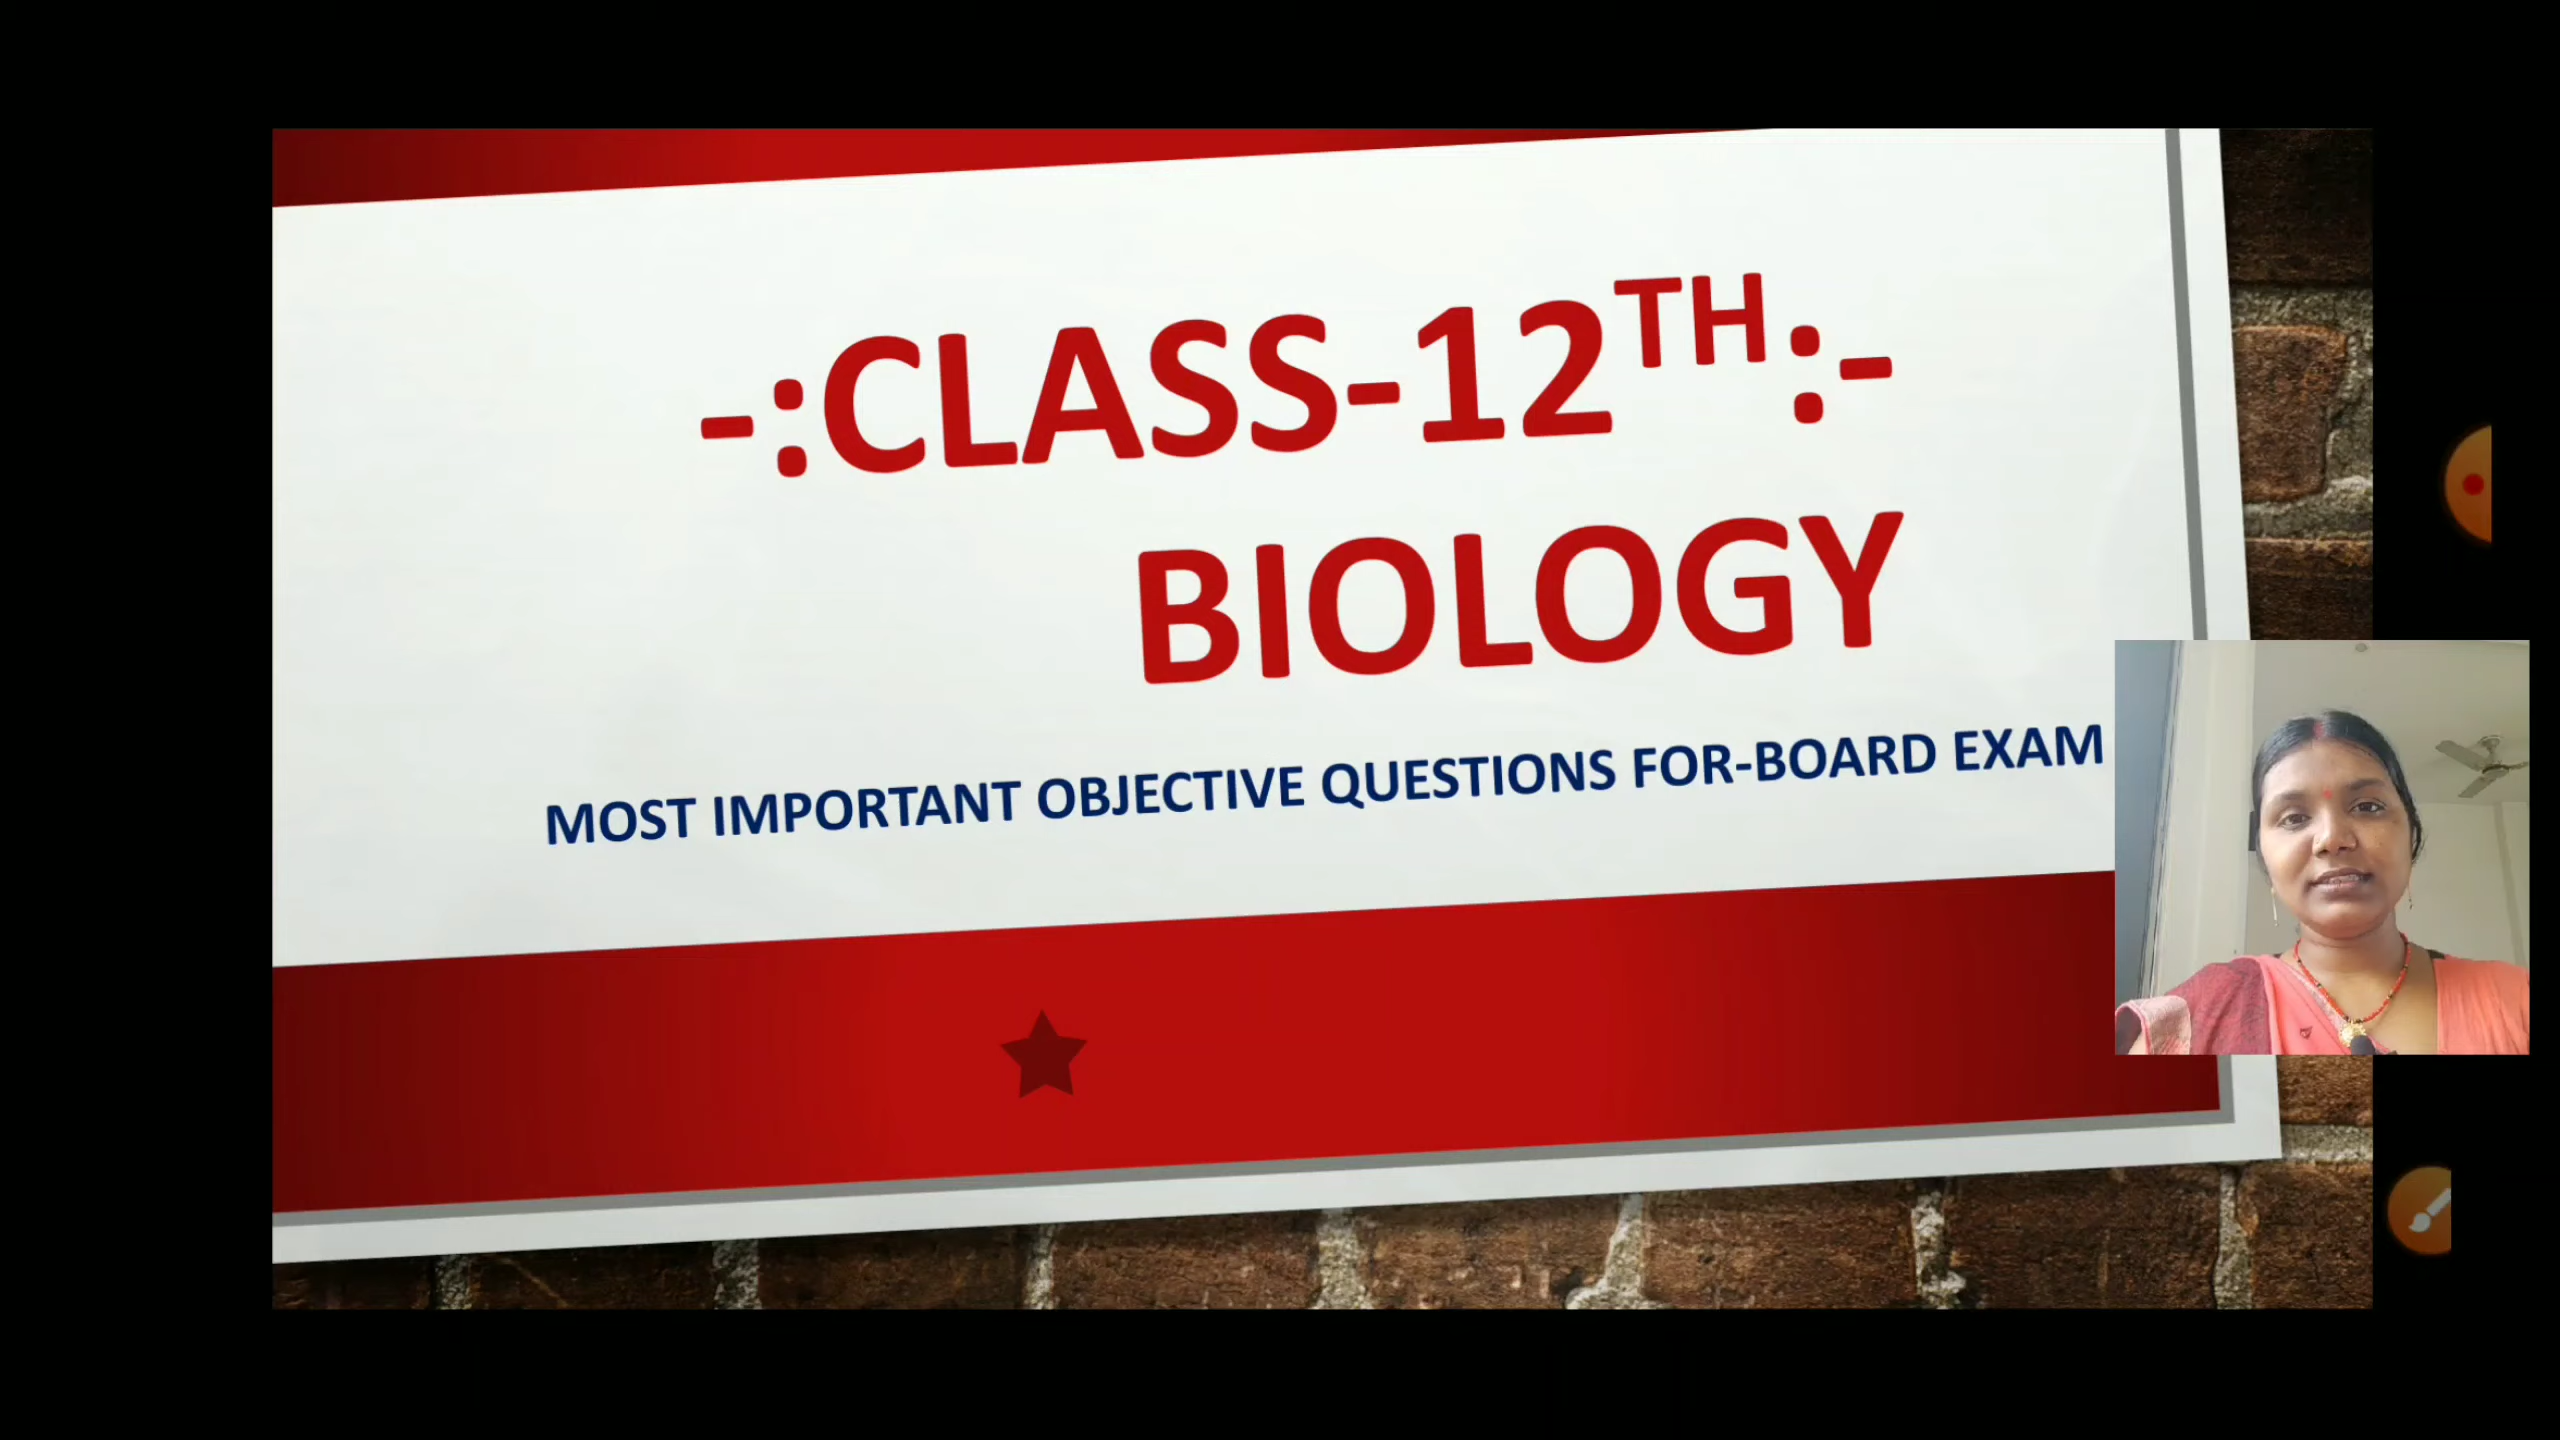 -:CLASS-12TH:-
BIOLOGY
MOST IMPORTANT OBJECTIVE QUESTIONS FOR-BOARD EXAM